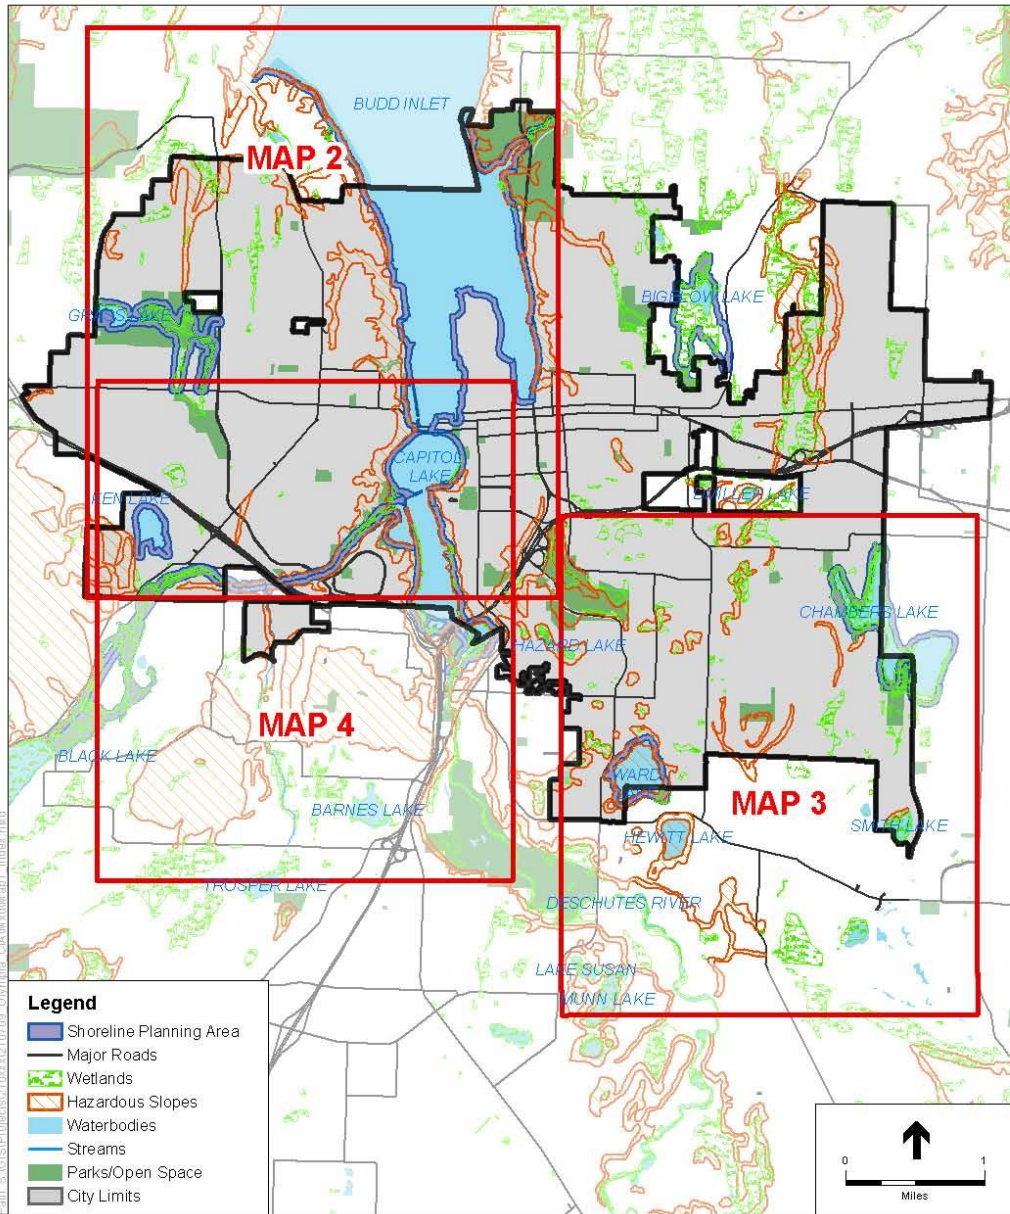 BUDD INLET
MAP 2
GRASS LAKE
BIGELOW LAKE
CAPITOL
LAKE
KEN LAKE
MILLER LAKE
CHAMBERS LAKE
HAZARD LAKE
MAP 4
BLACK LAKE
WARD
MAP 3
BARNES LAKE
HEWITT LAKE
SMITH LAKE
TROSPER LAKE
DESCHUTES RIVER
LAKE SUSAN
MUNN LAKE
Legend
Shoreline Planning Area
Major Roads
Wetlands
Hazardous Slopes
Waterbodies
Streams
Parks/Open Space
City Limits
0 1
Miles